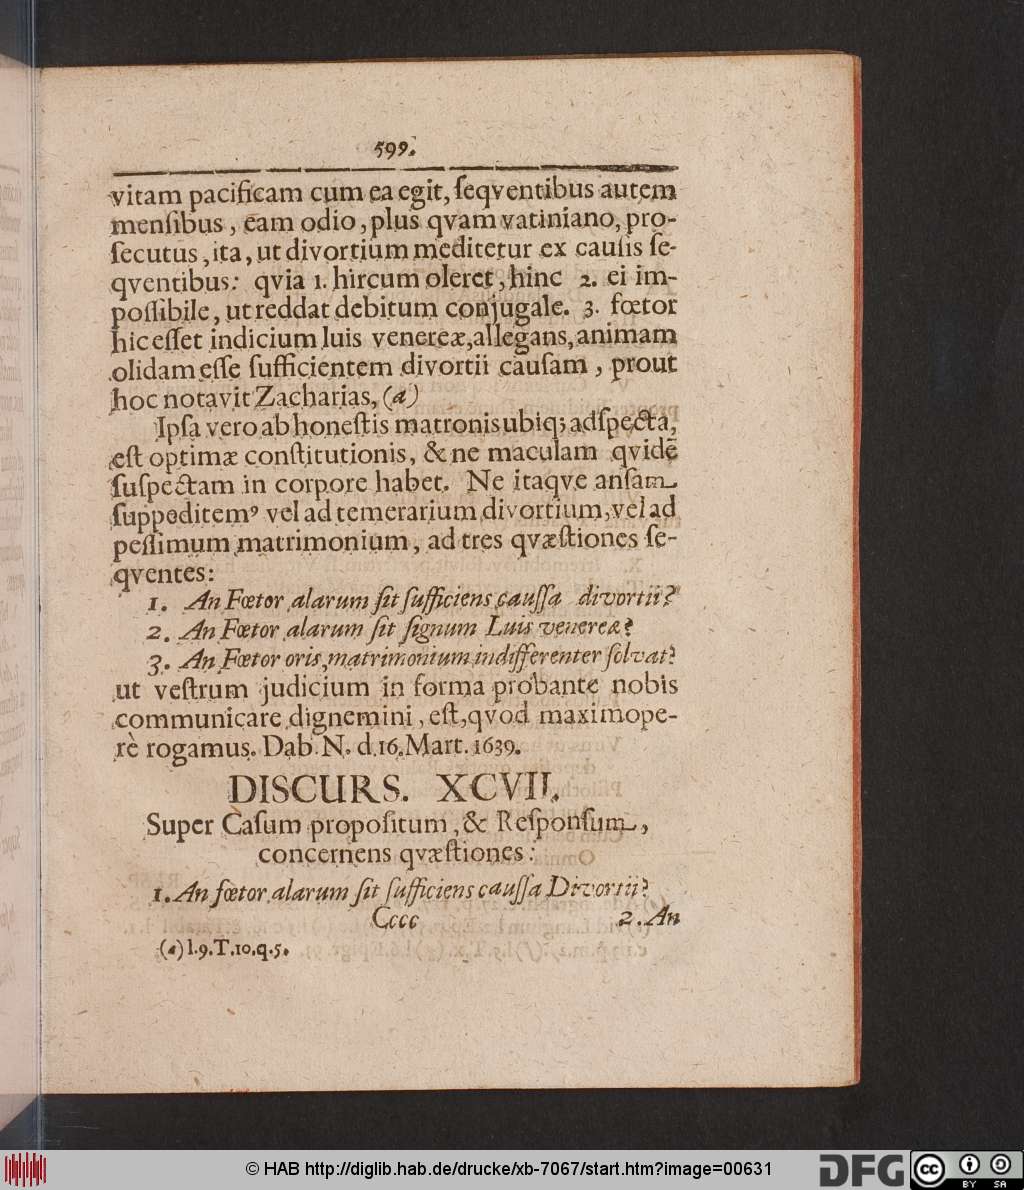 599.
vitam pacificam cum ea egit, ſeqventibus autem
menſibus, eam odio, plus qvam vatiniano, pro-
ſecutus, ita, ut divortium meditetur ex cauſis ſe-
qventibus: qvia 1. hircum oleret, hinc 2. ei im-
poſſibile, ut reddat debitum conjugale. 3. fœtor
hic eſſet indicium luis venereæ, allegans, animam
olidam eſſe ſufficientem divortii cauſam, prout
hoc notavit Zacharias, (a)
Ipſa vero ab honeſtis matronis ubiq; adſpecta,
eſt optimæ conſtitutionis, & ne maculam qvidē
ſuſpectam in corpore habet. Ne itaqve anſam
ſuppeditemꝰ vel ad temerarium divortium, vel ad
peſſimum matrimonium, ad tres qvæſtiones ſe-
qventes:
1. An Fœtor alarum ſit ſufficiens cauſſa divortii?
2. An Fœtor alarum ſit ſignum Luis venereæ?
3. An Fœtor oris matrimonium indifferenter ſolvat?
ut veſtrum judicium in forma probante nobis
communicare dignemini, eſt, qvod maximope-
rè rogamus. Dab. N. d. 16. Mart. 1639.
DISCURS. XCVII.
Super Caſum propoſitum, & Reſponſum,
concernens qvæſtiones:
1. An fœtor alarum ſit ſufficiens cauſſa Divortii?
Cccc 2. An
(a) l. 9. T. 10. q. 5.
© HAB http://diglib.hab.de/drucke/xb-7067/start.htm?image=00631
DFG
cc
BY SA